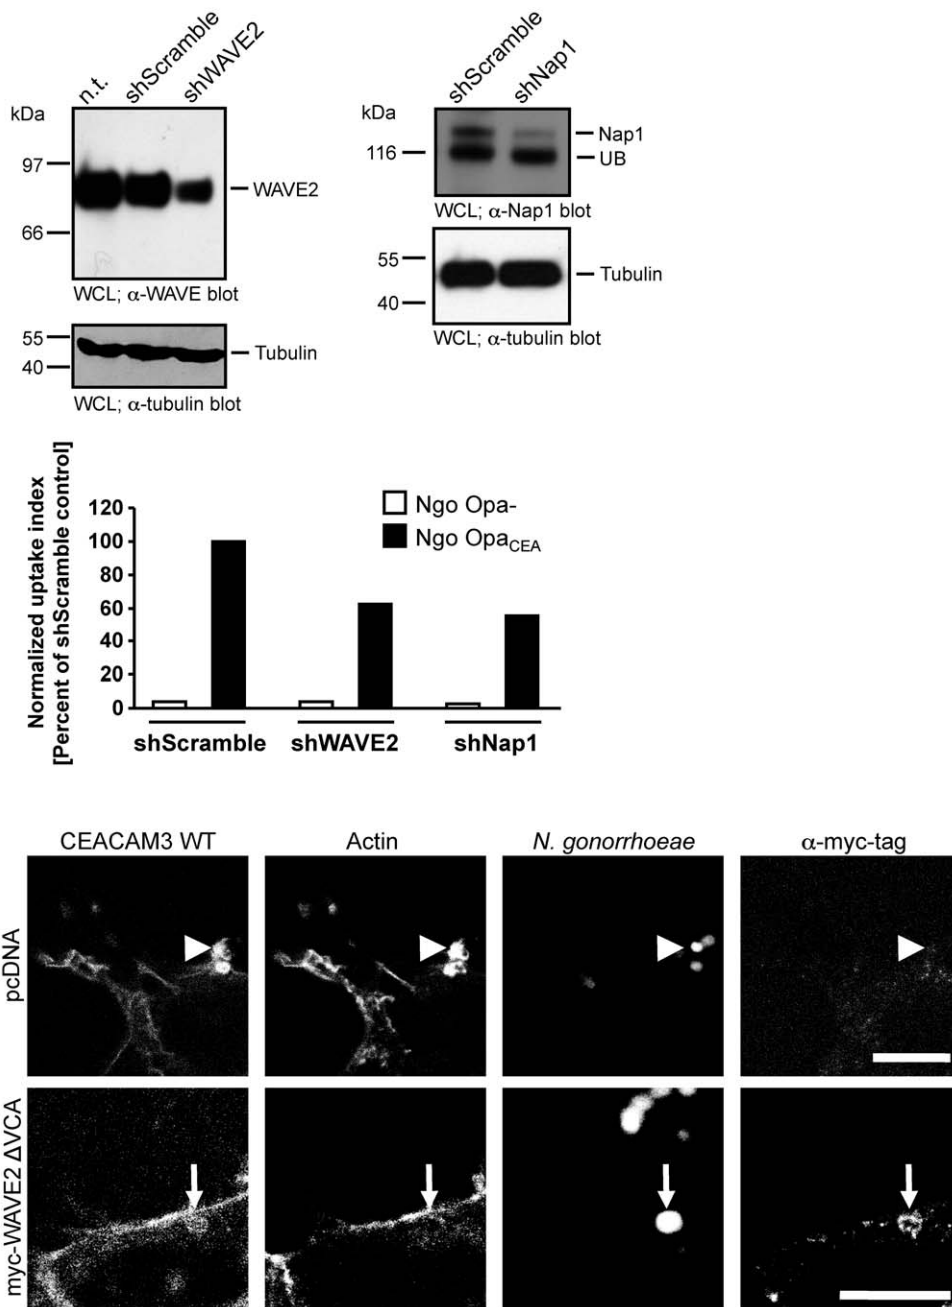 n.t.
shScramble
shWAVE2
kDa
97
66
WAVE2
WCL; α-WAVE blot
55
40
Tubulin
WCL; α-tubulin blot
shScramble
shNap1
kDa
116
Nap1
UB
WCL; α-Nap1 blot
55
40
Tubulin
WCL; α-tubulin blot
Normalized uptake index
[Percent of shScramble control]
120
100
80
60
40
20
0
Ngo Opa-
Ngo OpaCEA
shScramble
shWAVE2
shNap1
CEACAM3 WT
Actin
N. gonorrhoeae
α-myc-tag
pcDNA
myc-WAVE2 ΔVCA